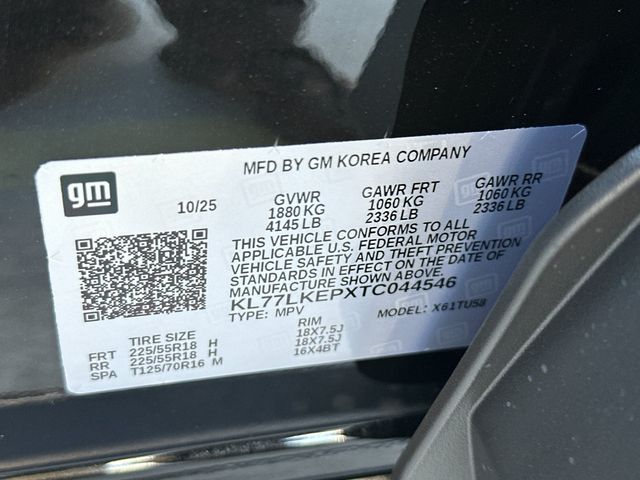 MFD BY GM KOREA COMPANY
gm
10/25
GVWR
1880 KG
4145 LB
GAWR FRT
1060 KG
2336 LB
GAWR RR
1060 KG
2336 LB
THIS VEHICLE CONFORMS TO ALL
APPLICABLE U.S. FEDERAL MOTOR
VEHICLE SAFETY AND THEFT PREVENTION
STANDARDS IN EFFECT ON THE DATE OF
MANUFACTURE SHOWN ABOVE.
KL77LKEPXTC044546
TYPE: MPV
MODEL: X61TU58
TIRE SIZE
RIM
FRT 225/55R18 H 18X7.5J
RR 225/55R18 H 18X7.5J
SPA T125/70R16 M 16X4BT